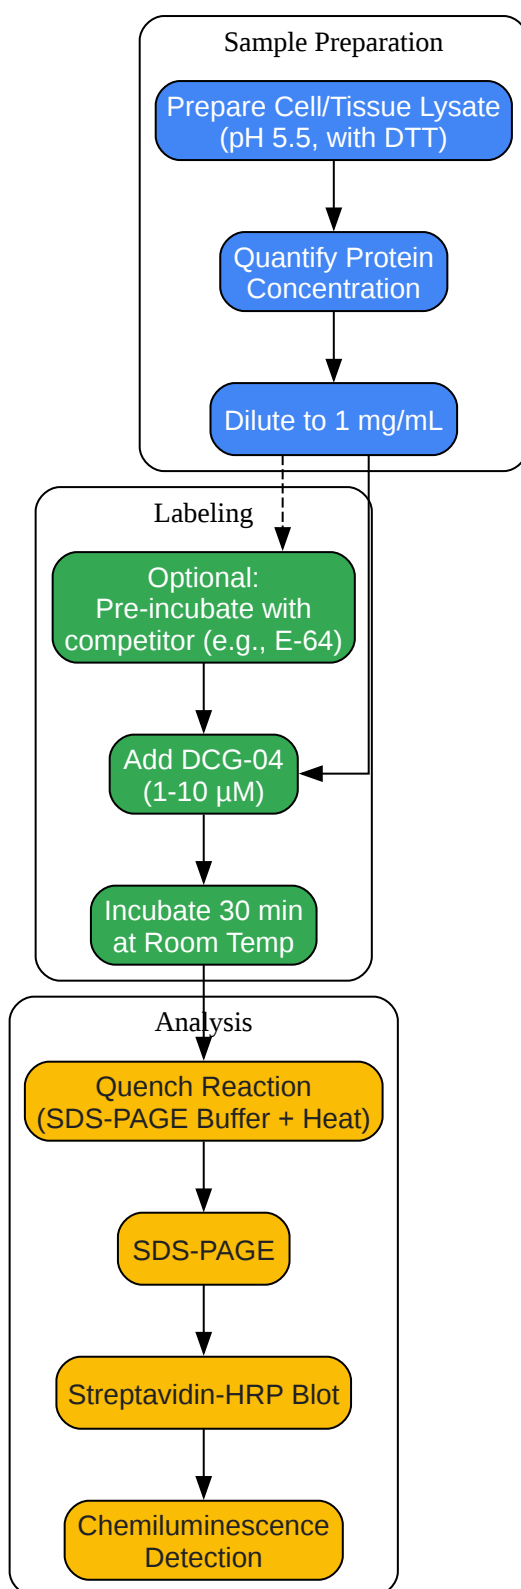 Sample Preparation
Prepare Cell/Tissue Lysate
(pH 5.5, with DTT)
Quantify Protein
Concentration
Dilute to 1 mg/mL
Labeling
Optional:
Pre-incubate with
competitor (e.g., E-64)
Add DCG-04
(1-10 µM)
Incubate 30 min
at Room Temp
Analysis
Quench Reaction
(SDS-PAGE Buffer + Heat)
SDS-PAGE
Streptavidin-HRP Blot
Chemiluminescence
Detection